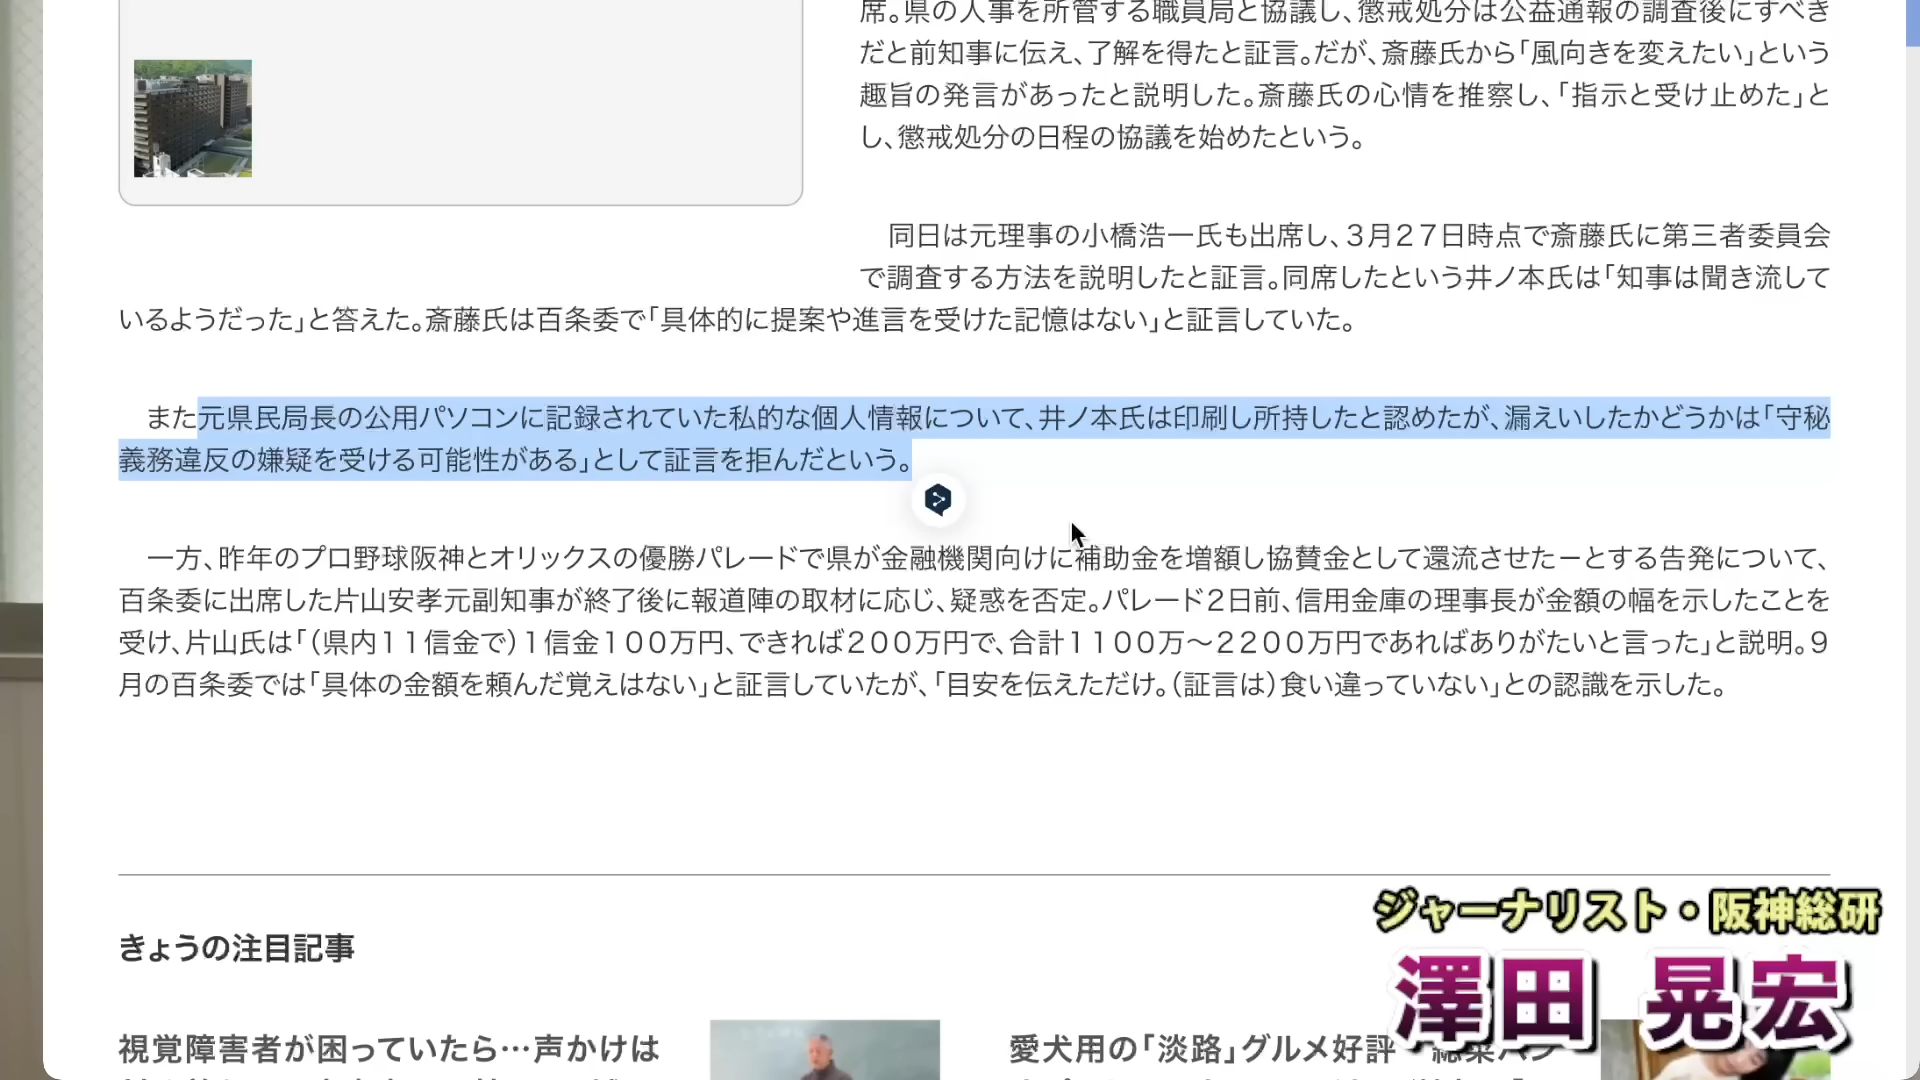 席。県の人事を所管する職員局と協議し、懲戒処分は公益通報の調査後にすべき
だと前知事に伝え、了解を得たと証言。だが、斎藤氏から「風向きを変えたい」という
趣旨の発言があったと説明した。斎藤氏の心情を推察し、「指示と受け止めた」と
し、懲戒処分の日程の協議を始めたという。
同日は元理事の小橋浩一氏も出席し、３月２７日時点で斎藤氏に第三者委員会
で調査する方法を説明したと証言。同席したという井ノ本氏は「知事は聞き流して
いるようだった」と答えた。斎藤氏は百条委で「具体的に提案や進言を受けた記憶はない」と証言していた。
また元県民局長の公用パソコンに記録されていた私的な個人情報について、井ノ本氏は印刷し所持したと認めたが、漏えいしたかどうかは「守秘
義務違反の嫌疑を受ける可能性がある」として証言を拒んだという。
一方、昨年のプロ野球阪神とオリックスの優勝パレードで県が金融機関向けに補助金を増額し協賛金として還流させた－とする告発について、
百条委に出席した片山安孝元副知事が終了後に報道陣の取材に応じ、疑惑を否定。パレード２日前、信用金庫の理事長が金額の幅を示したことを
受け、片山氏は「（県内１１信金で）１信金１００万円、できれば２００万円で、合計１１００万～２２００万円であればありがたいと言った」と説明。９
月の百条委では「具体の金額を頼んだ覚えはない」と証言していたが、「目安を伝えただけ。（証言は）食い違っていない」との認識を示した。
ジャーナリスト・阪神総研
澤田 晃宏
きょうの注目記事
視覚障害者が困っていたら…声かけは
愛犬用の「淡路」グルメ好評